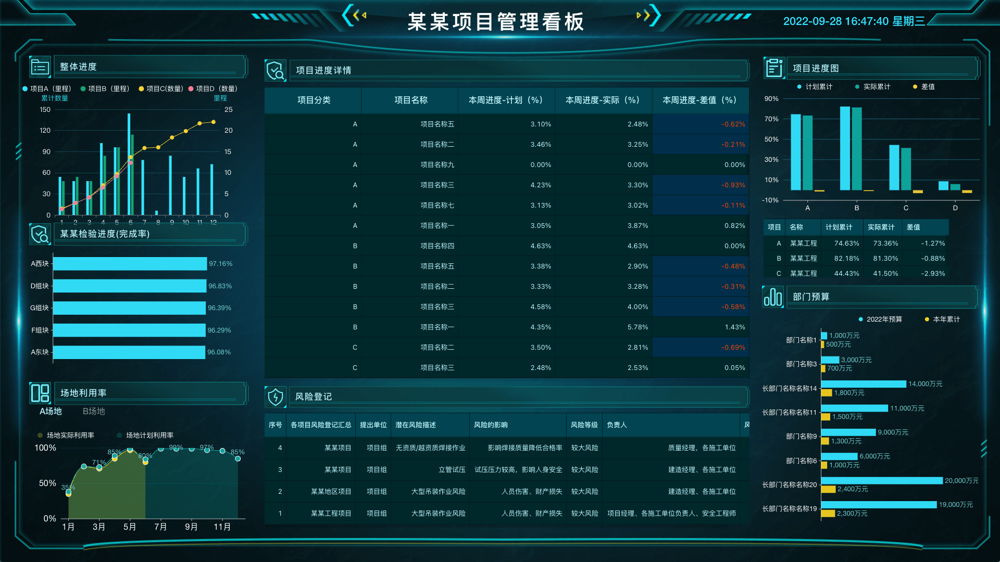 某某项目管理看板
2022-09-28 16:47:40 星期三
整体进度
项目A（里程） 项目B（里程） 项目C(数量) 项目D（数量）
累计数量 里程
150 25
120 20
90 15
60 10
30 5
0 0
1 2 3 4 5 6 7 8 9 10 11 12
某某检验进度(完成率)
A西块 97.16%
D组块 96.83%
G组块 96.39%
F组块 96.29%
A东块 96.08%
场地利用率
A场地 B场地
场地实际利用率 场地计划利用率
100%
50%
0%
35% 71% 85% 80% 99% 97% 85%
1月 3月 5月 7月 9月 11月
项目进度详情
项目分类 项目名称 本周进度-计划（%） 本周进度-实际（%） 本周进度-差值（%）
A 项目名称五 3.10% 2.48% -0.62%
A 项目名称二 3.46% 3.25% -0.21%
A 项目名称九 0.00% 0.00% 0.00%
A 项目名称三 4.23% 3.30% -0.93%
A 项目名称七 3.13% 3.02% -0.11%
A 项目名称一 3.05% 3.87% 0.82%
B 项目名称四 4.63% 4.63% 0.00%
B 项目名称五 3.38% 2.90% -0.48%
B 项目名称二 3.33% 3.28% -0.31%
B 项目名称三 4.58% 4.00% -0.58%
B 项目名称一 4.35% 5.78% 1.43%
C 项目名称二 3.50% 2.81% -0.69%
C 项目名称三 2.48% 2.53% 0.05%
风险登记
序号 各项目风险登记汇总 提出单位 潜在风险描述 风险的影响 风险等级 负责人 风
4 某某项目 项目组 无资质/越资质焊接作业 影响焊接质量降低合格率 较大风险 质量经理，各施工单位
3 某某项目 项目组 立管试压 试压压力较高，影响人身安全 较大风险 建造经理、各施工单位
2 某某地区项目 项目组 大型吊装作业风险 人员伤害、财产损失 较大风险 建造经理、各施工单位
1 某某工程项目 项目组 大型吊装作业风险 人员伤害、财产损失 较大风险 项目经理、各施工单位负责人、安全工程师
项目进度图
计划累计 实际累计 差值
90%
70%
50%
30%
10%
-10%
A B C D
项目 名称 计划累计 实际累计 差值
A 某某工程 74.63% 73.36% -1.27%
B 某某工程 82.18% 81.30% -0.88%
C 某某工程 44.43% 41.50% -2.93%
部门预算
2022年预算 本年累计
部门名称1 1,000万元
500万元
部门名称3 3,000万元
700万元
长部门名称名称14 14,000万元
1,800万元
长部门名称名称11 11,000万元
1,500万元
部门名称9 9,000万元
1,300万元
部门名称6 6,000万元
1,000万元
长部门名称名称20 20,000万元
2,400万元
长部门名称名称19 19,000万元
2,300万元